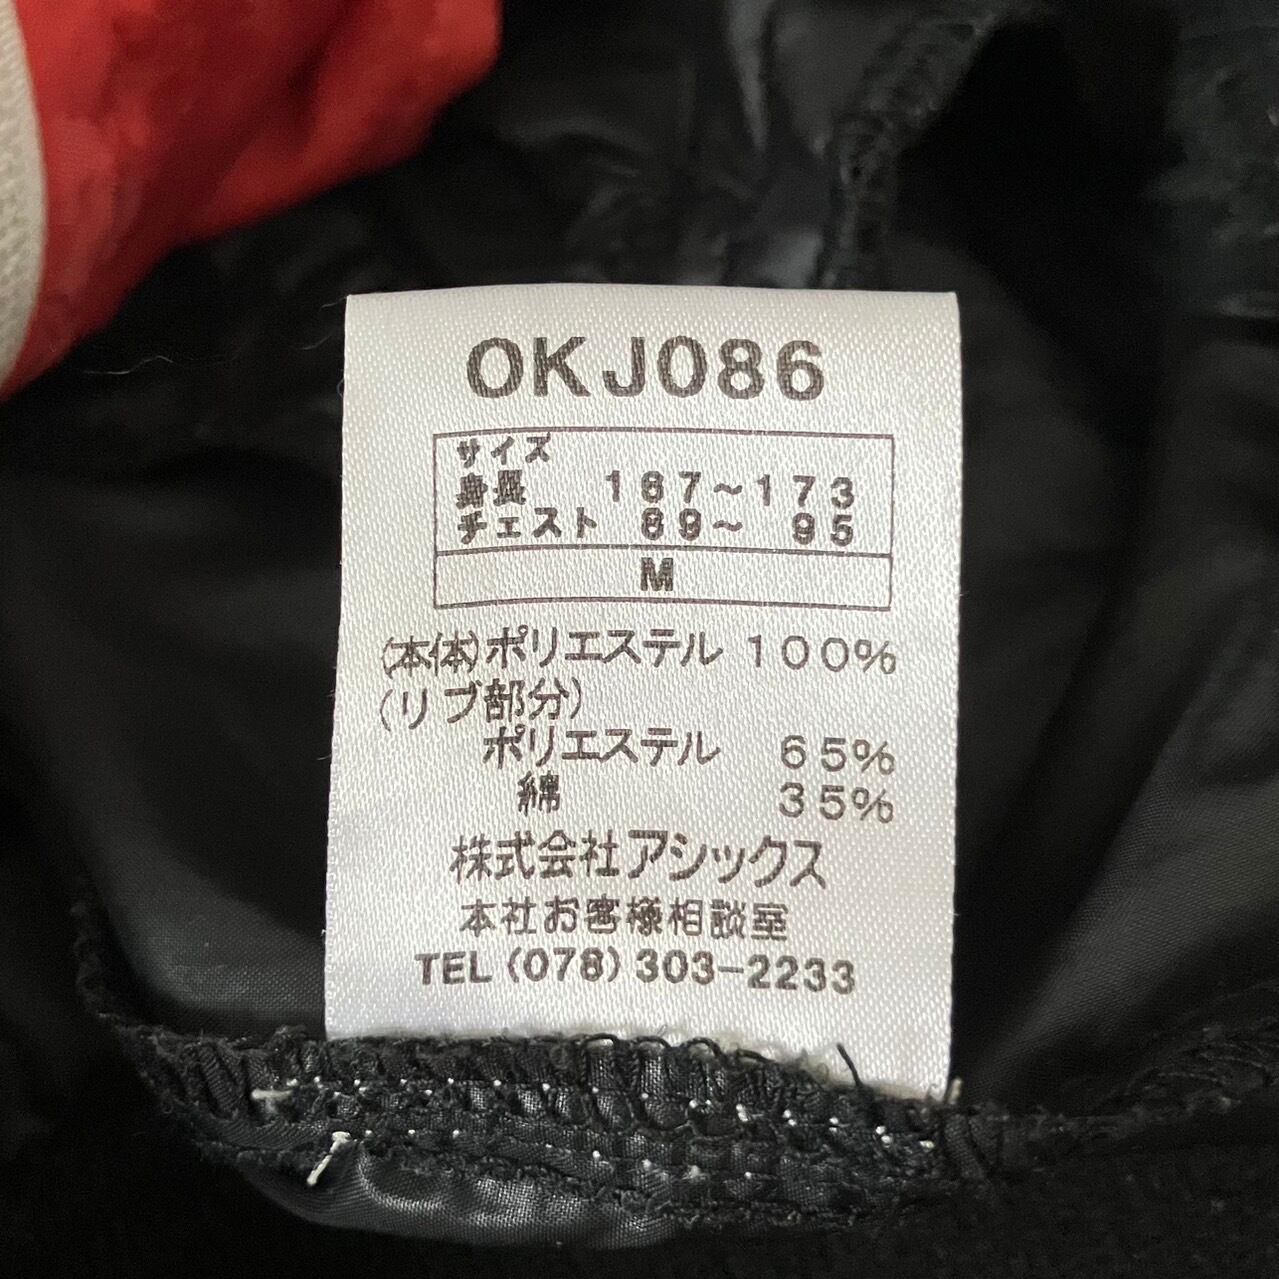 OKJ086
サイズ
身長 167～173
チェスト 89～ 95
M
(本体)ポリエステル 100%
(リブ部分)
ポリエステル 65%
綿 35%
株式会社アシックス
本社お客様相談室
TEL(078)303-2233